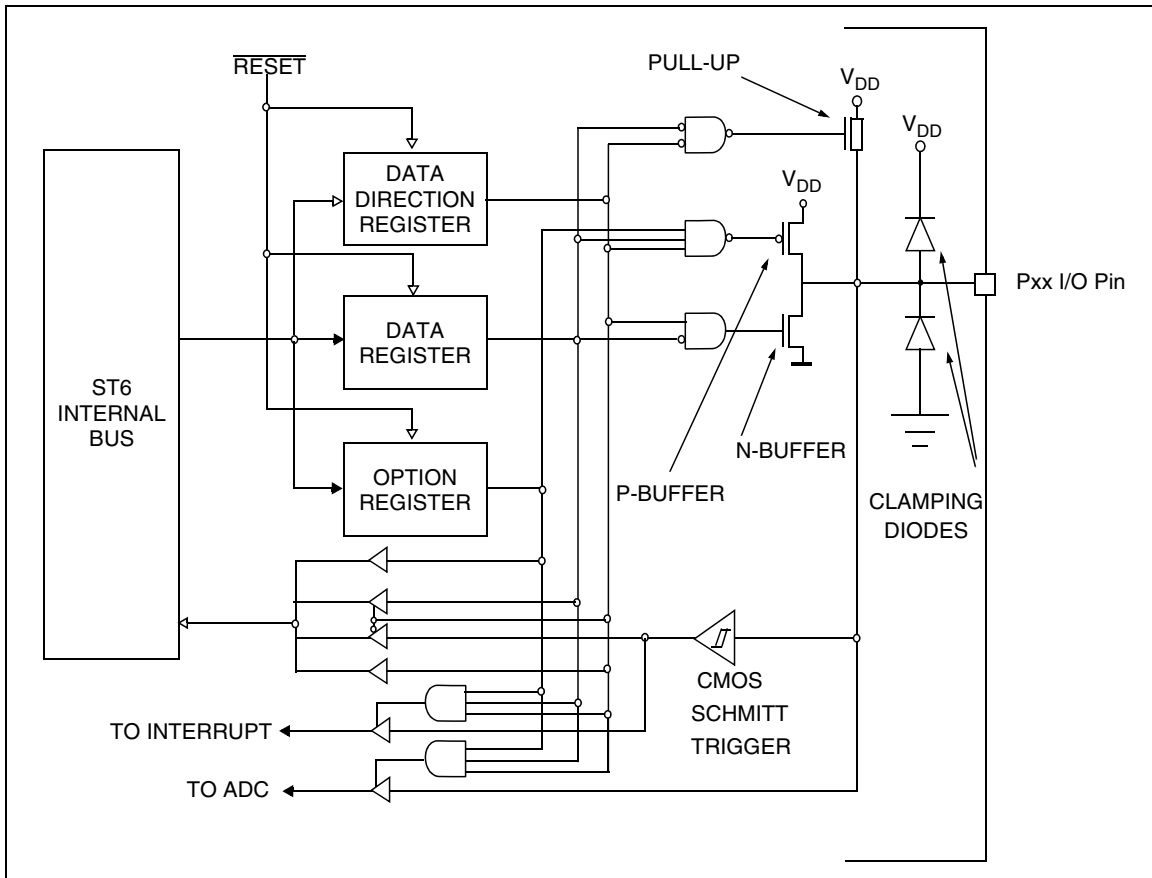 RESET
PULL-UP
VDD
VDD
DATA
DIRECTION
REGISTER
VDD
Pxx I/O Pin
DATA
REGISTER
ST6
INTERNAL
BUS
N-BUFFER
OPTION
REGISTER
P-BUFFER
CLAMPING
DIODES
CMOS
SCHMITT
TRIGGER
TO INTERRUPT
TO ADC